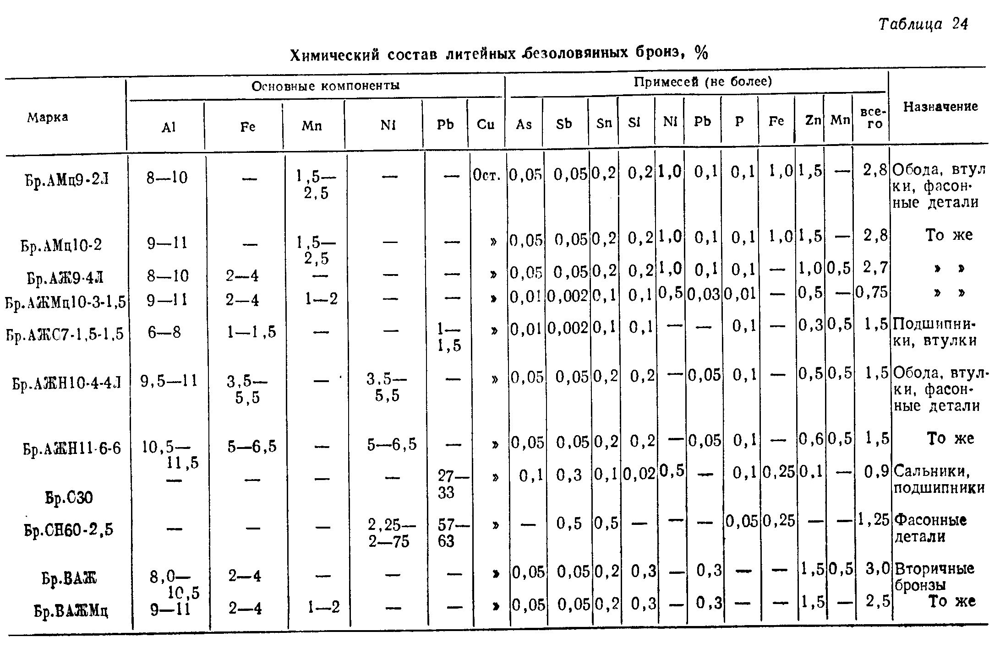 Таблица 24
Химический состав литейных безоловянных бронз, %
Марка Основные компоненты Примесей (не более) Назначение
Al Fe Mn Ni Pb Cu As Sb Sn Si Ni Pb P Fe Zn Mn все-
го
Бр.АМц9-2Л 8—10 — 1,5— — — Ост. 0,05 0,05 0,2 0,2 1,0 0,1 0,1 1,0 1,5 — 2,8 Обода, втул
2,5 ки, фасон-
ные детали
Бр.АМц10-2 9—11 — 1,5— — — » 0,05 0,05 0,2 0,2 1,0 0,1 0,1 1,0 1,5 — 2,8 То же
2,5
Бр.АЖ9-4Л 8—10 2—4 — — — » 0,05 0,05 0,2 0,2 1,0 0,1 0,1 — 1,0 0,5 2,7 » »
Бр.АЖМц10-3-1,5 9—11 2—4 1—2 — — » 0,01 0,002 0,1 0,1 0,5 0,03 0,01 — 0,5 — 0,75 » »
Бр.АЖС7-1,5-1,5 6—8 1—1,5 — — 1— » 0,01 0,002 0,1 0,1 — — 0,1 — 0,3 0,5 1,5 Подшипни-
1,5 ки, втулки
Бр.АЖН10-4-4Л 9,5—11 3,5— — 3,5— — » 0,05 0,05 0,2 0,2 — 0,05 0,1 — 0,5 0,5 1,5 Обода, втул-
5,5 5,5 ки, фасон-
ные детали
Бр.АЖН11-6-6 10,5— 5—6,5 — 5—6,5 — » 0,05 0,05 0,2 0,2 — 0,05 0,1 — 0,6 0,5 1,5 То же
11,5
— — — — 27— » 0,1 0,3 0,1 0,02 0,5 — 0,1 0,25 0,1 — 0,9 Сальники,
Бр.С30 33 подшипники
Бр.СН60-2,5 — — — 2,25— 57— » — 0,5 0,5 — — — 0,05 0,25 — — 1,25 Фасонные
2—75 63 детали
Бр.ВАЖ 8,0— 2—4 — — — » 0,05 0,05 0,2 0,3 — 0,3 — — 1,5 0,5 3,0 Вторичные
10,5 бронзы
Бр.ВАЖМц 9—11 2—4 1—2 — — » 0,05 0,05 0,2 0,3 — 0,3 — — 1,5 — 2,5 То же